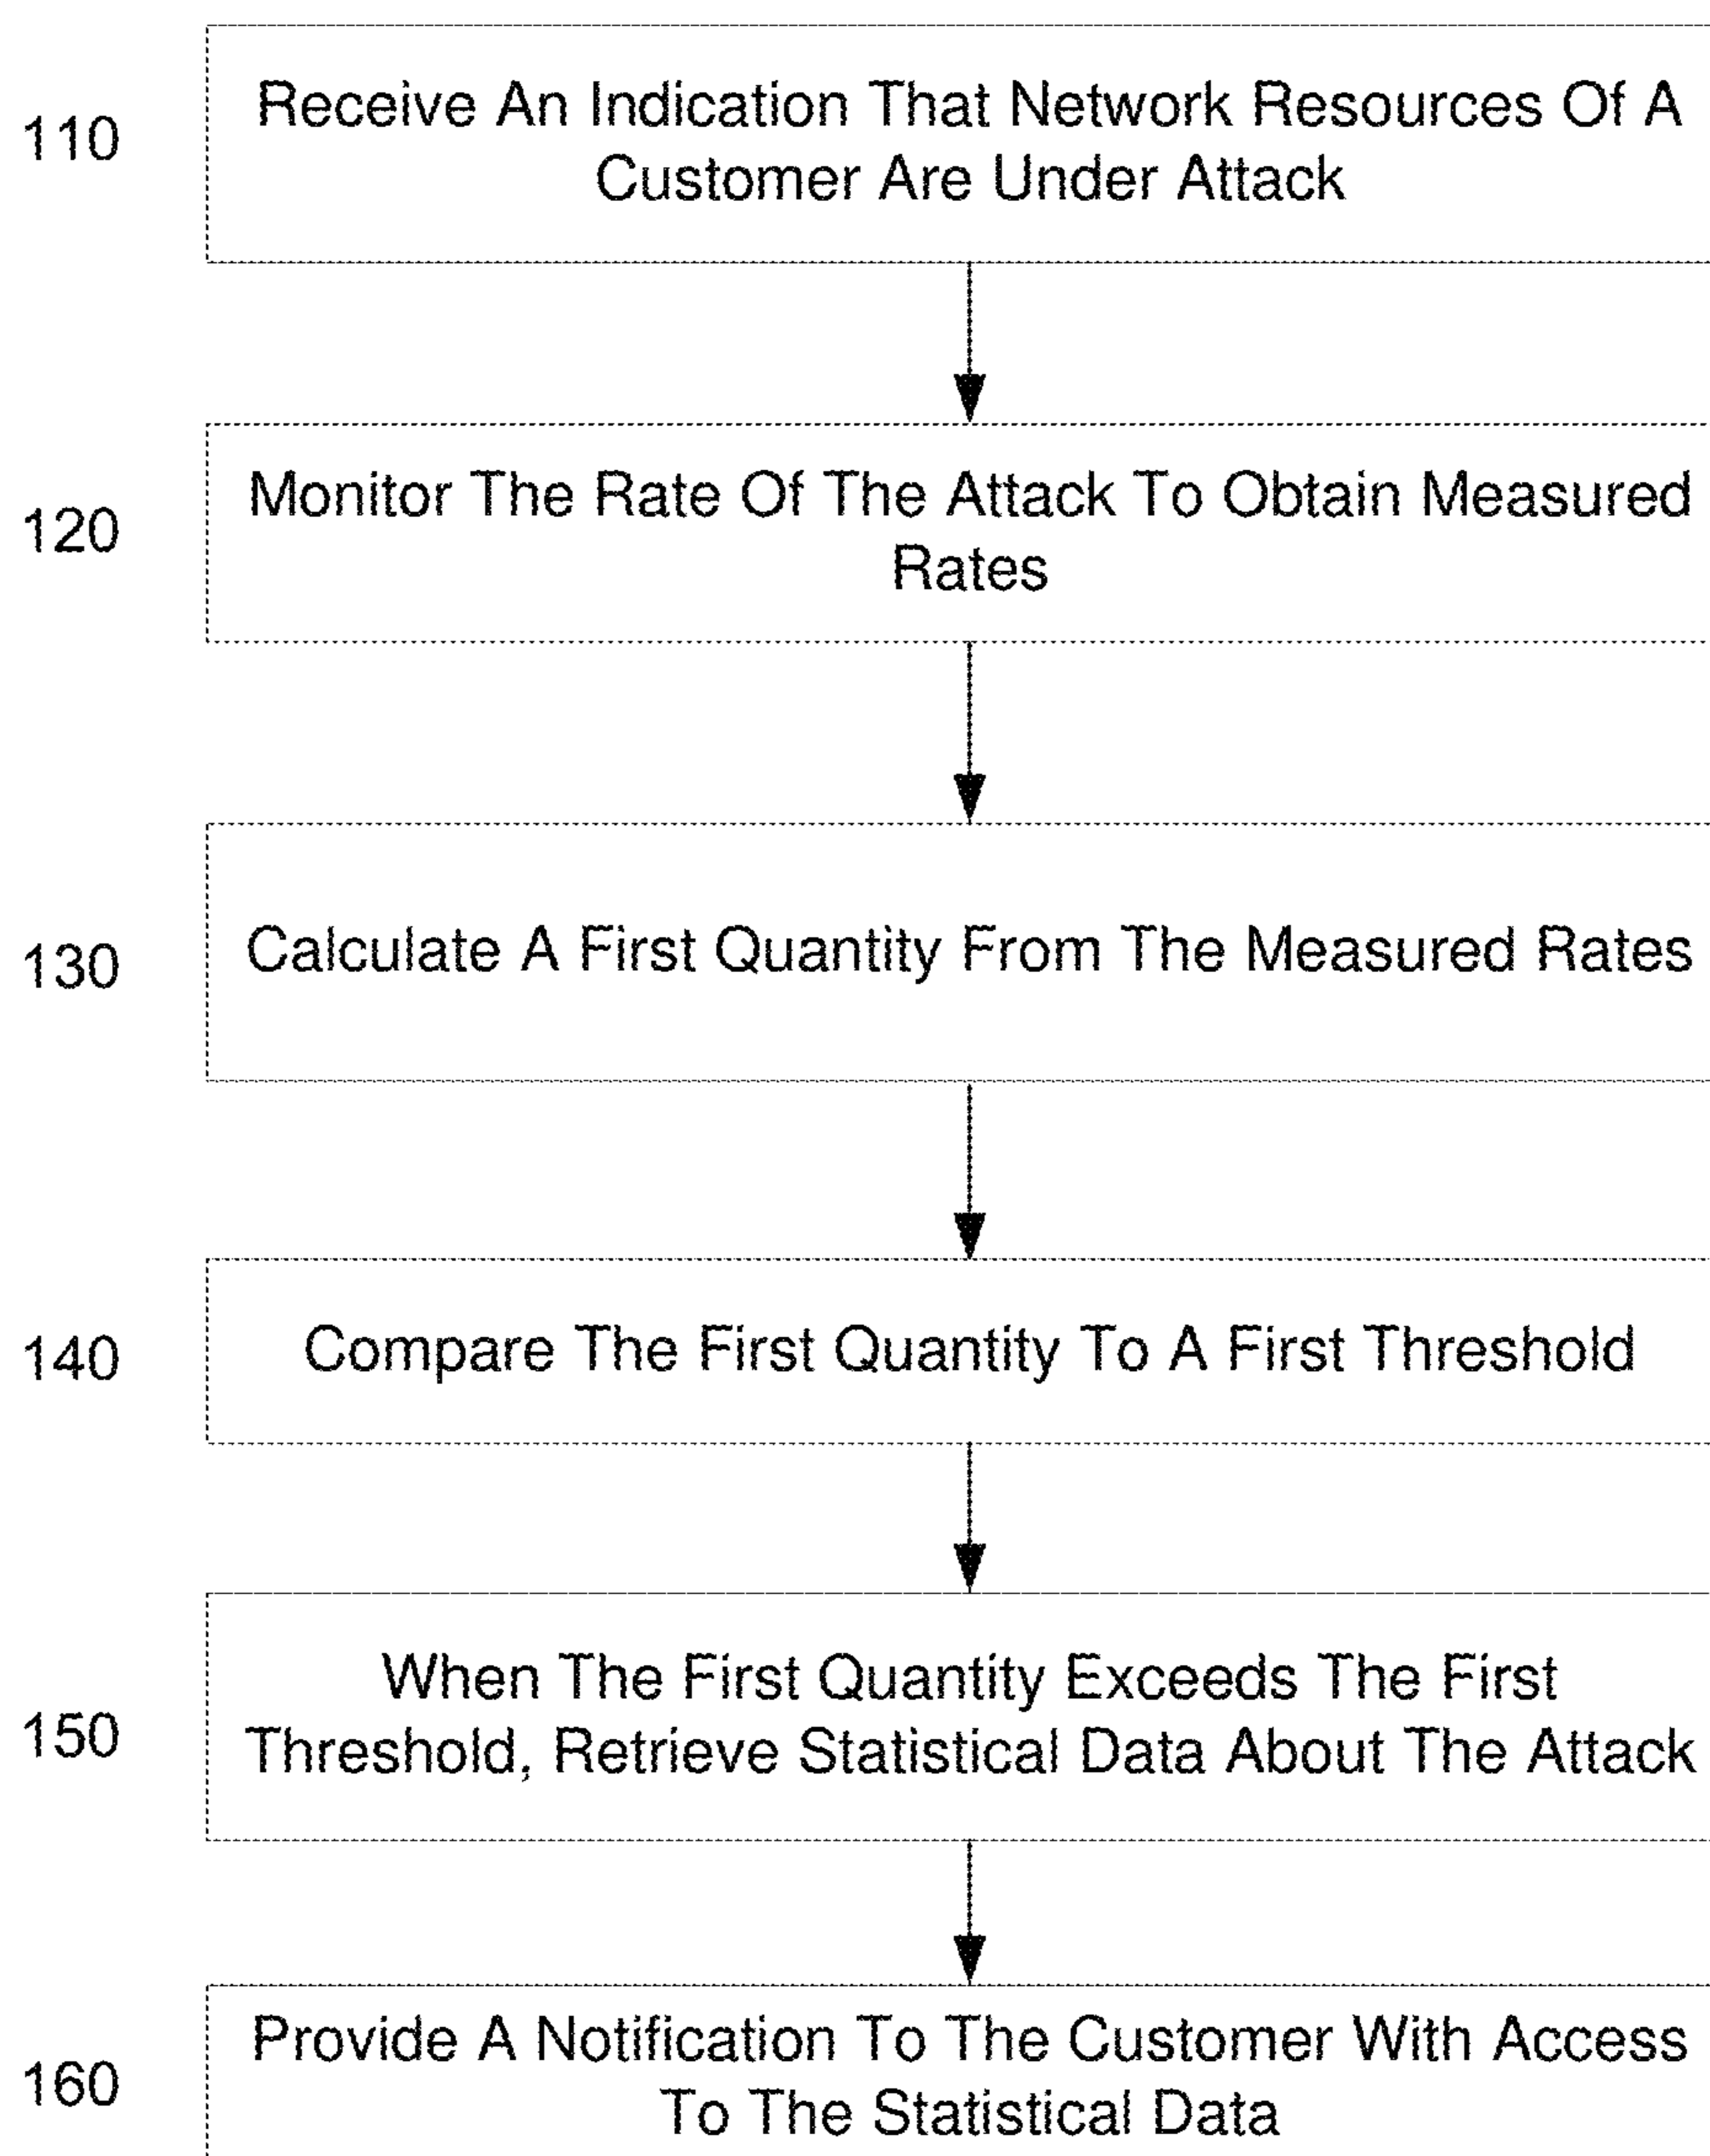 110
Receive An Indication That Network Resources Of A
Customer Are Under Attack
120
Monitor The Rate Of The Attack To Obtain Measured
Rates
130
Calculate A First Quantity From The Measured Rates
140
Compare The First Quantity To A First Threshold
150
When The First Quantity Exceeds The First
Threshold, Retrieve Statistical Data About The Attack
160
Provide A Notification To The Customer With Access
To The Statistical Data